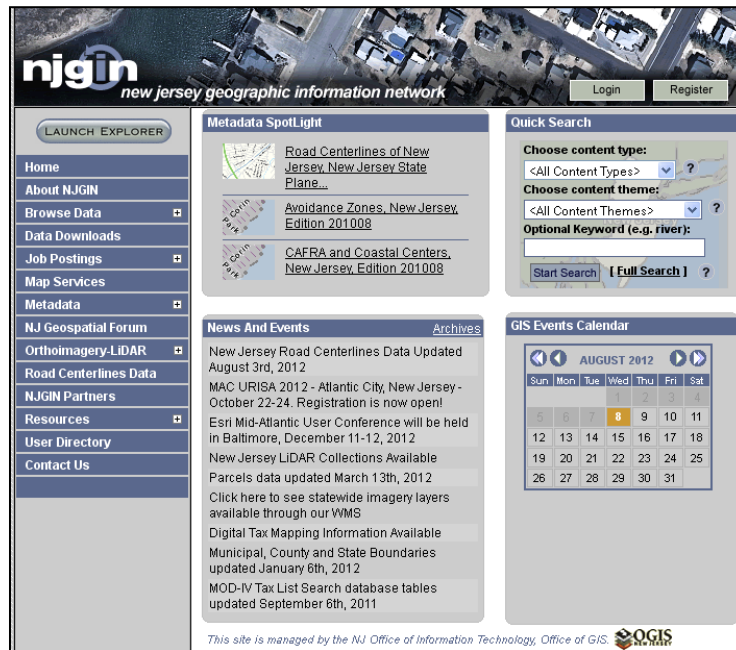 njgin
new jersey geographic information network
Login
Register
LAUNCH EXPLORER
Home
About NJGIN
Browse Data
Data Downloads
Job Postings
Map Services
Metadata
NJ Geospatial Forum
Orthoimagery-LiDAR
Road Centerlines Data
NJGIN Partners
Resources
User Directory
Contact Us
Metadata SpotLight
Road Centerlines of New
Jersey, New Jersey State
Plane...
Corin
Park
Avoidance Zones, New Jersey,
Edition 201008
Corin
Park
CAFRA and Coastal Centers,
New Jersey, Edition 201008
Quick Search
Choose content type:
<All Content Types>
?
Choose content theme:
<All Content Themes>
?
Optional Keyword (e.g. river):
Start Search [ Full Search ] ?
News And Events Archives
New Jersey Road Centerlines Data Updated
August 3rd, 2012
MAC URISA 2012 - Atlantic City, New Jersey -
October 22-24. Registration is now open!
Esri Mid-Atlantic User Conference will be held
in Baltimore, December 11-12, 2012
New Jersey LiDAR Collections Available
Parcels data updated March 13th, 2012
Click here to see statewide imagery layers
available through our WMS
Digital Tax Mapping Information Available
Municipal, County and State Boundaries
updated January 6th, 2012
MOD-IV Tax List Search database tables
updated September 6th, 2011
GIS Events Calendar
AUGUST 2012
Sun Mon Tue Wed Thu Fri Sat
1 2 3 4
5 6 7 8 9 10 11
12 13 14 15 16 17 18
19 20 21 22 23 24 25
26 27 28 29 30 31
This site is managed by the NJ Office of Information Technology, Office of GIS.
OGIS
NEW JERSEY